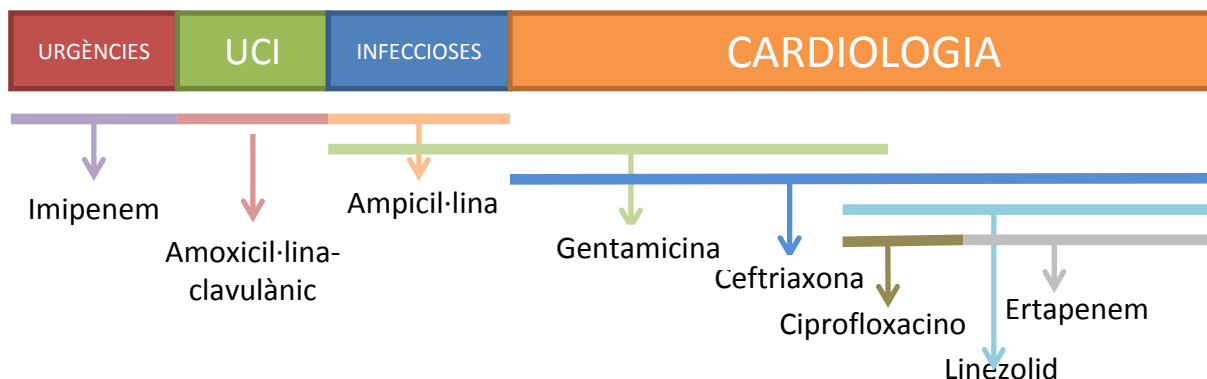 URGÈNCIES
UCI
INFECCIOSES
CARDIOLOGIA
Imipenem
Amoxicil·lina-
clavulànic
Ampicil·lina
Gentamicina
Ceftriaxona
Ciprofloxacino
Linezolid
Ertapenem